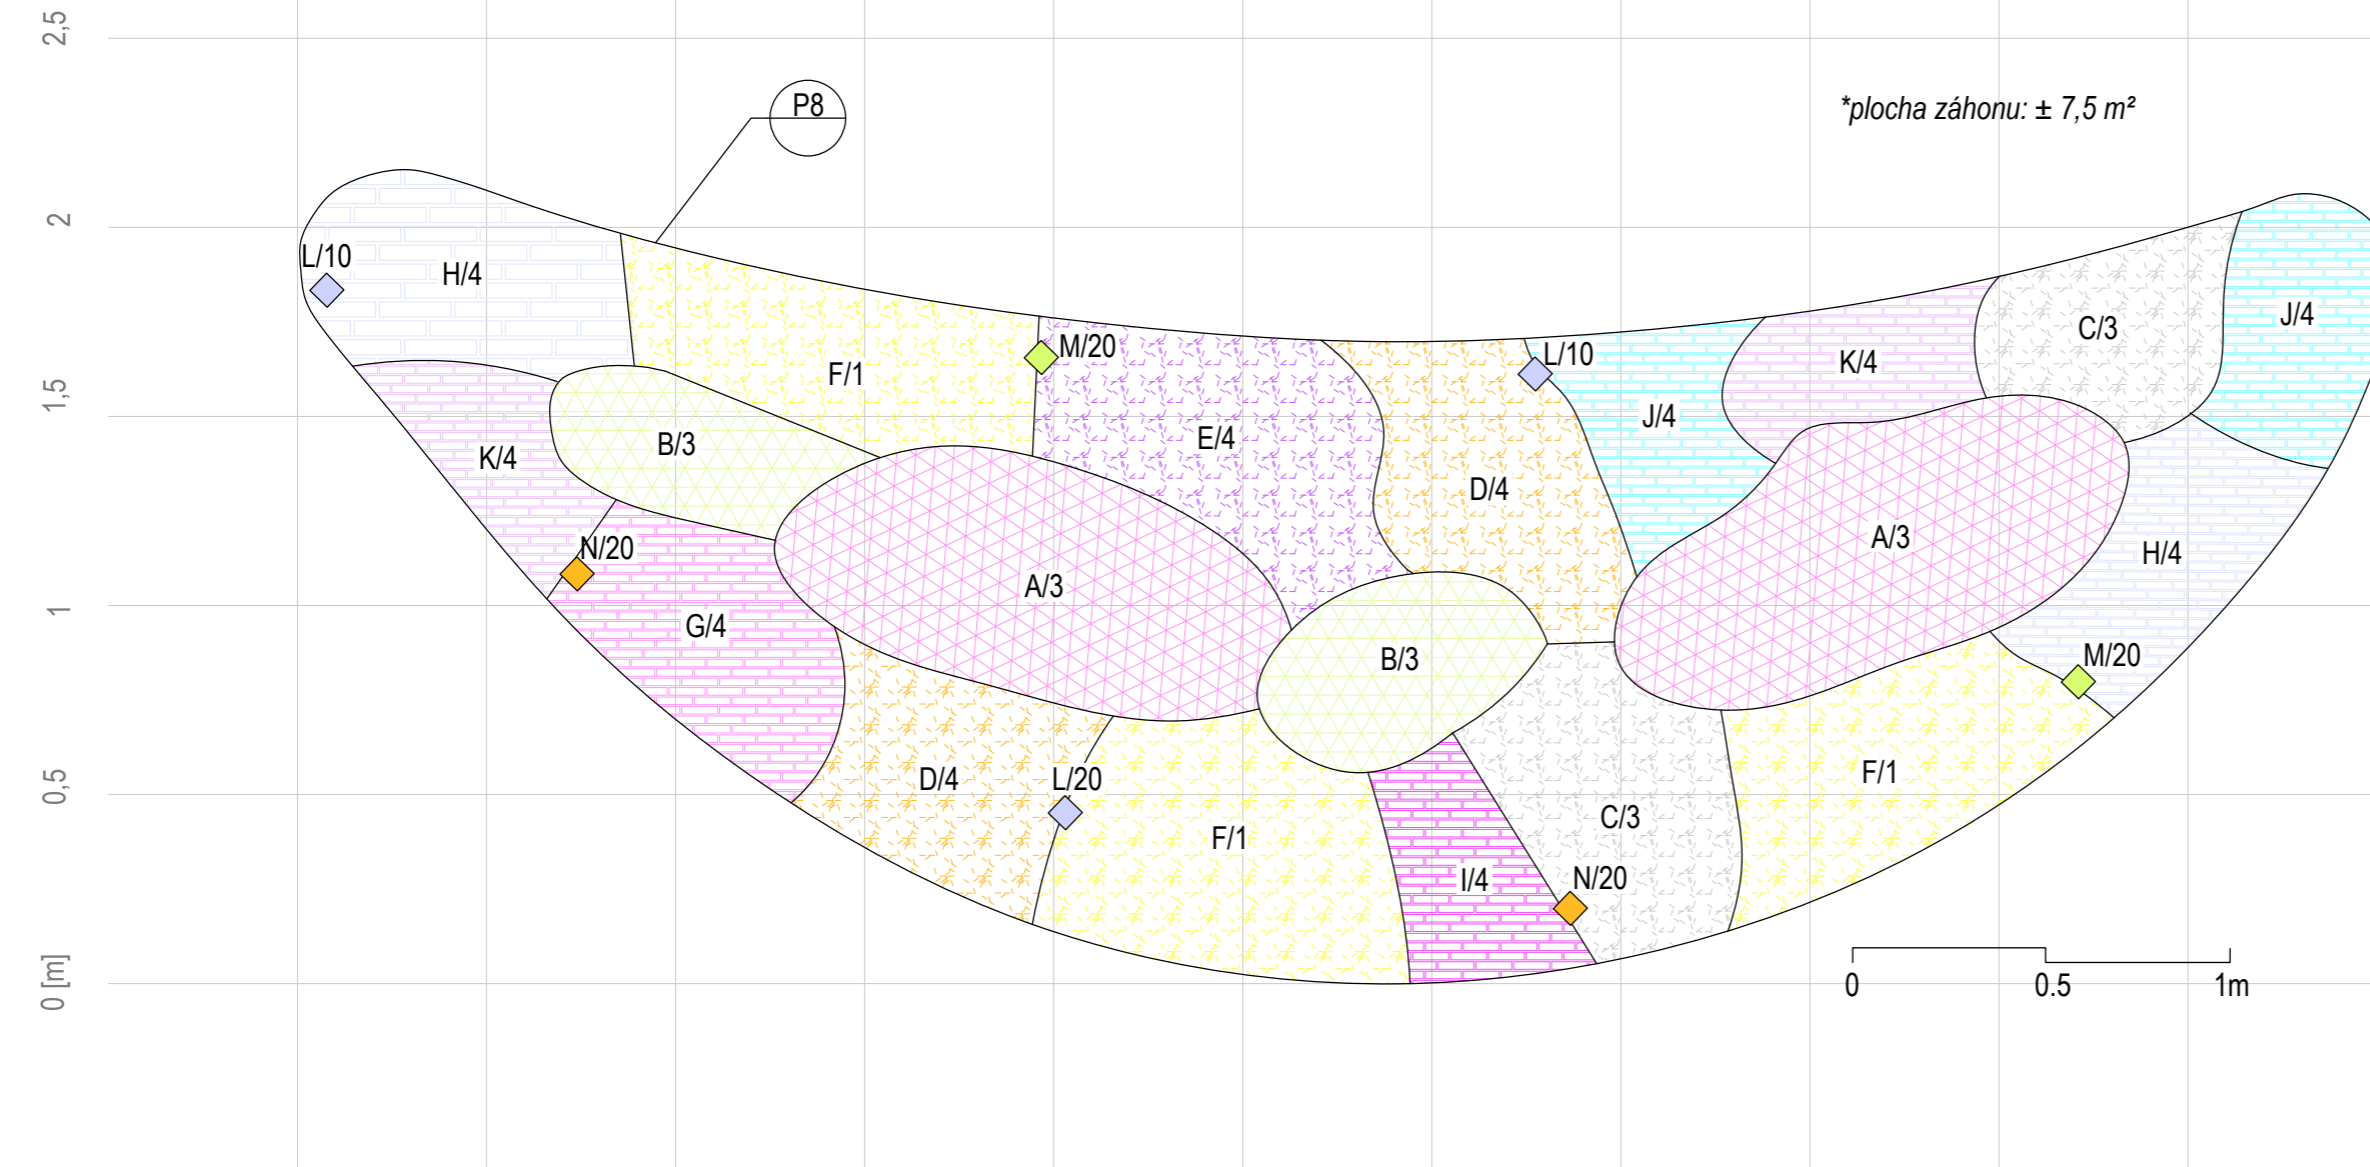 2,5
P8
*plocha záhonu: ± 7,5 m²
2
L/10
H/4
J/4
C/3
M/20
L/10
K/4
F/1
1,5
J/4
E/4
B/3
K/4
D/4
A/3
N/20
H/4
A/3
1
G/4
B/3
M/20
F/1
L/20
D/4
0,5
C/3
F/1
I/4
N/20
0 [m]
0 0.5 1m